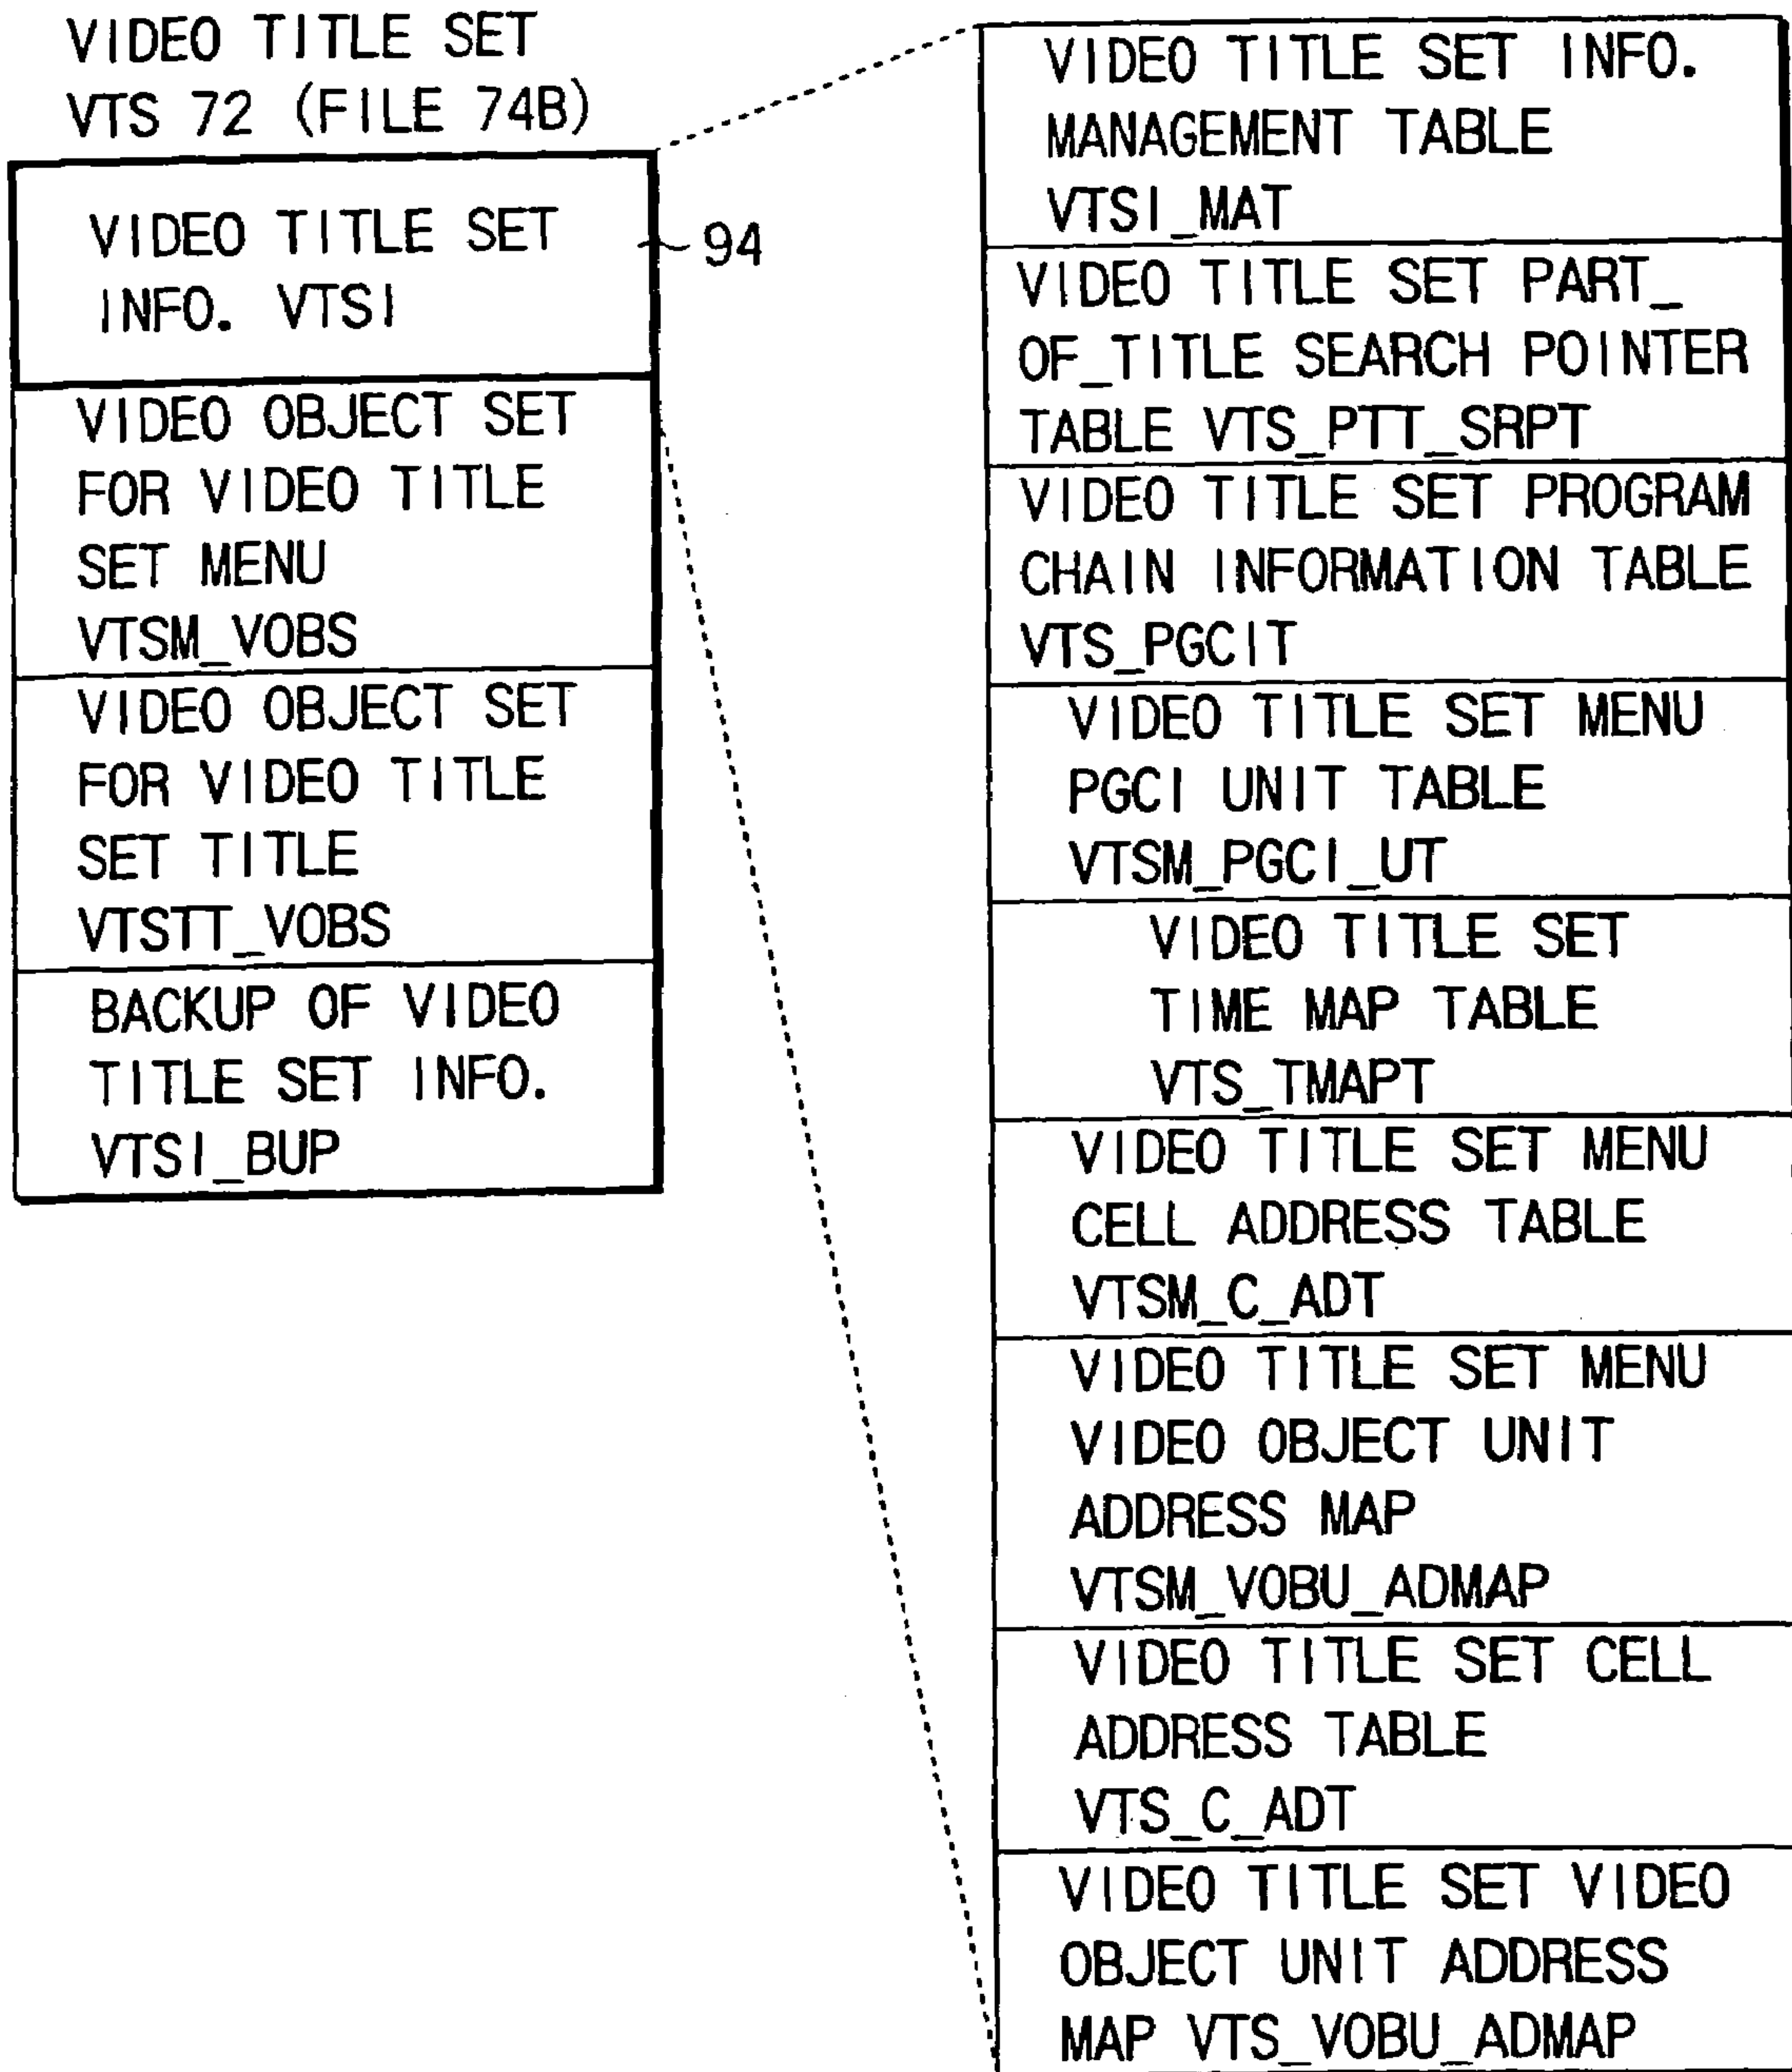 VIDEO TITLE SET
VTS 72 (FILE 74B)
VIDEO TITLE SET
INFO. VTSI
94
VIDEO OBJECT SET
FOR VIDEO TITLE
SET MENU
VTSM_VOBS
VIDEO OBJECT SET
FOR VIDEO TITLE
SET TITLE
VTSTT_VOBS
BACKUP OF VIDEO
TITLE SET INFO.
VTSI_BUP
VIDEO TITLE SET INFO.
MANAGEMENT TABLE
VTSI_MAT
VIDEO TITLE SET PART_
OF_TITLE SEARCH POINTER
TABLE VTS_PTT_SRPT
VIDEO TITLE SET PROGRAM
CHAIN INFORMATION TABLE
VTS_PGCIT
VIDEO TITLE SET MENU
PGCI UNIT TABLE
VTSM_PGCI_UT
VIDEO TITLE SET
TIME MAP TABLE
VTS_TMAPT
VIDEO TITLE SET MENU
CELL ADDRESS TABLE
VTSM_C_ADT
VIDEO TITLE SET MENU
VIDEO OBJECT UNIT
ADDRESS MAP
VTSM_VOBU_ADMAP
VIDEO TITLE SET CELL
ADDRESS TABLE
VTS_C_ADT
VIDEO TITLE SET VIDEO
OBJECT UNIT ADDRESS
MAP VTS_VOBU_ADMAP